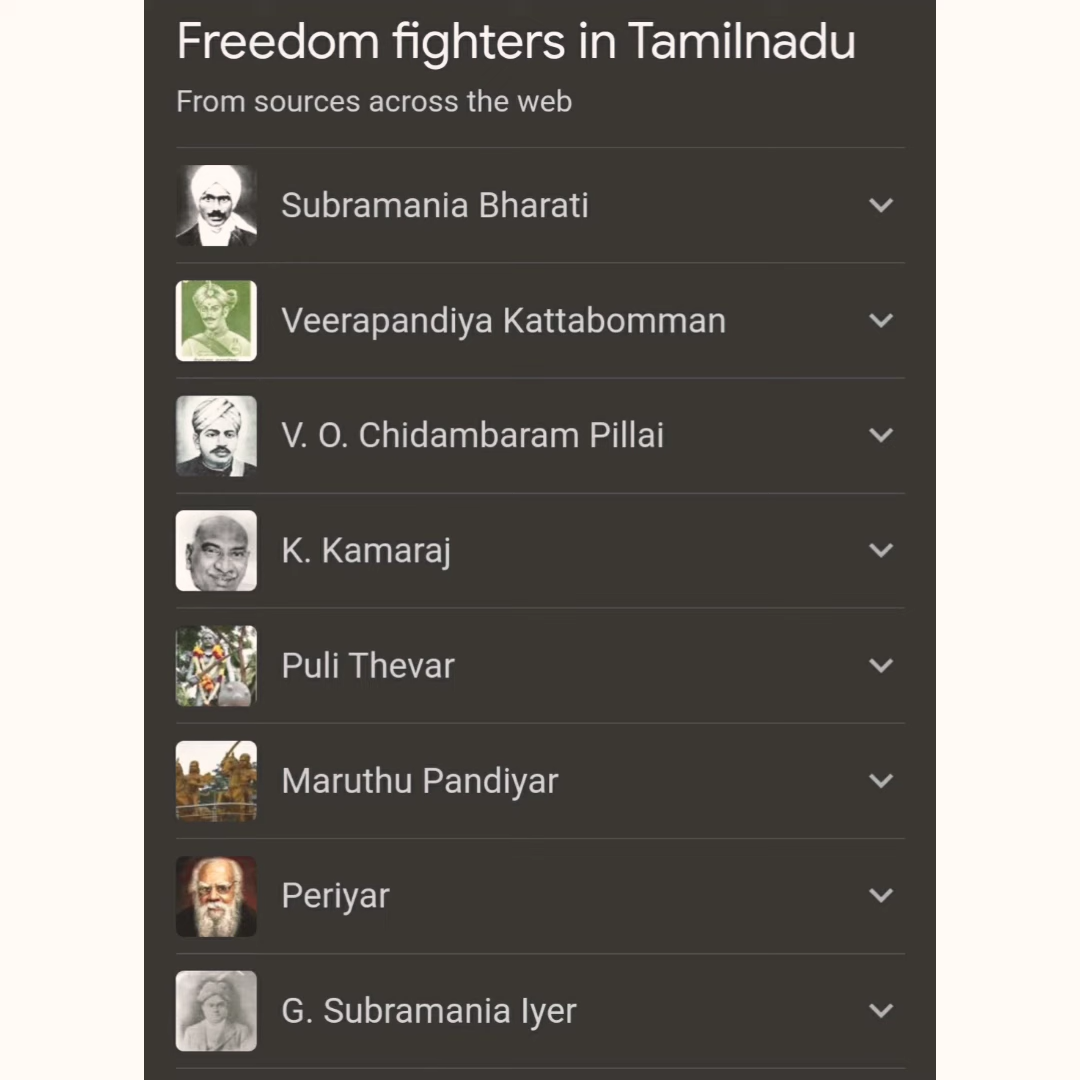 Freedom fighters in Tamilnadu
From sources across the web
Subramania Bharati
Veerapandiya Kattabomman
V. O. Chidambaram Pillai
K. Kamaraj
Puli Thevar
Maruthu Pandiyar
Periyar
G. Subramania Iyer